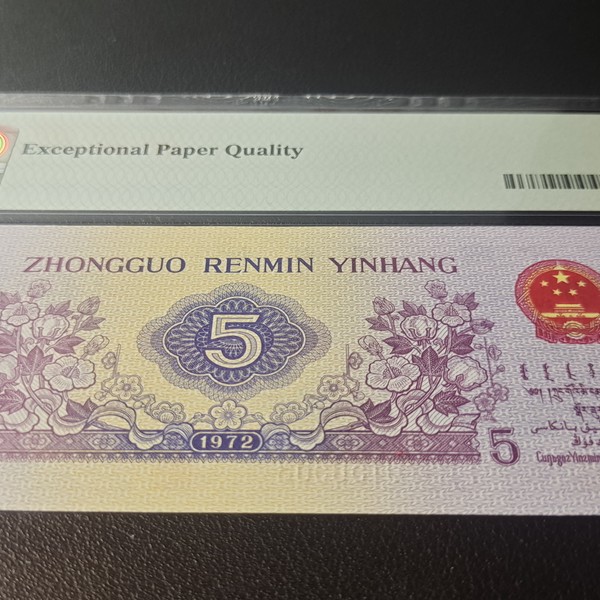 Exceptional Paper Quality
ZHONGGUO RENMIN YINHANG
5
1972
5